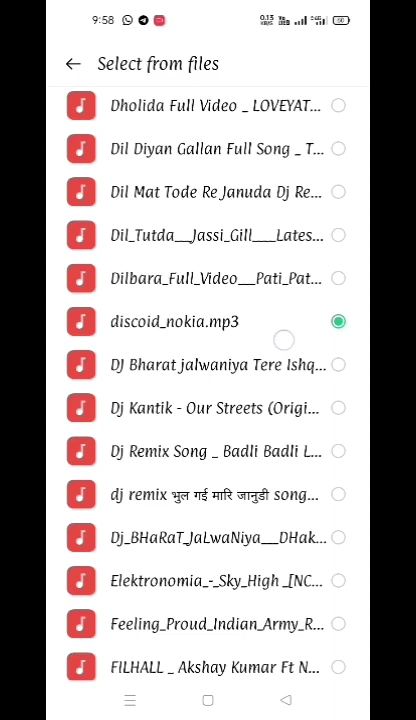 9:58
Select from files
Dholida Full Video _ LOVEYAT...
Dil Diyan Gallan Full Song _ T...
Dil Mat Tode Re Januda Dj Re...
Dil_Tutda__Jassi_Gill___Lates...
Dilbara_Full_Video__Pati_Pat...
discoid_nokia.mp3
DJ Bharat jalwaniya Tere Ishq...
Dj Kantik - Our Streets (Origi...
Dj Remix Song _ Badli Badli L...
dj remix भुल गई मारि जानुडी song...
Dj_BHaRaT_JaLwaNiya__DHak...
Elektronomia_-_Sky_High_[NC...
Feeling_Proud_Indian_Army_R...
FILHALL _ Akshay Kumar Ft N...